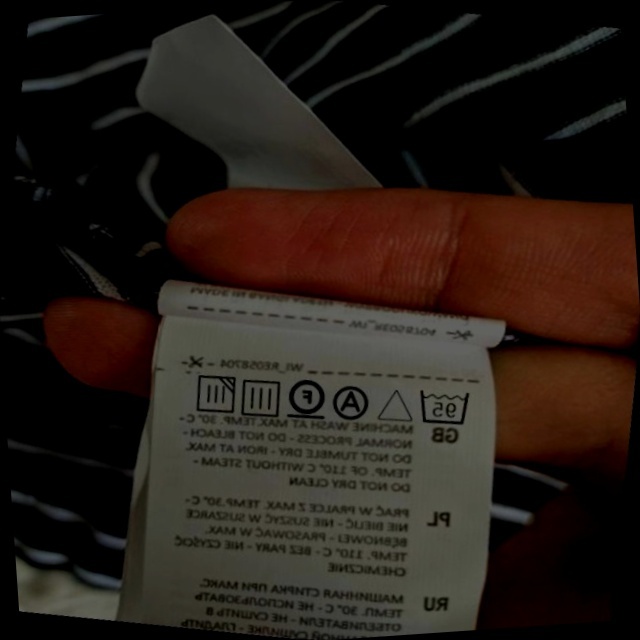 95 A F
GB
MACHINE WASH MAX. TEMP. 30°C -
NORMAL PROCESS - DO NOT BLEACH -
DO NOT TUMBLE DRY - IRON AT MAX.
TEMP. OF 110°C WITHOUT STEAM -
DO NOT DRY CLEAN
PL
PRAĆ W PRALCE Z MAX. TEMP 30°C -
NIE BIELIĆ - NIE SUSZYĆ W SUSZARCE
BĘBNOWEJ - PRASOWAĆ W MAX.
TEMP. 110°C - BEZ PARY - NIE CZYŚCIĆ
CHEMICZNIE
RU
МАШИННАЯ СТИРКА ПРИ МАКС.
ТЕМП. 30°C - НЕ ИСПОЛЬЗОВАТЬ
ОТБЕЛИВАТЕЛИ - НЕ СУШИТЬ В